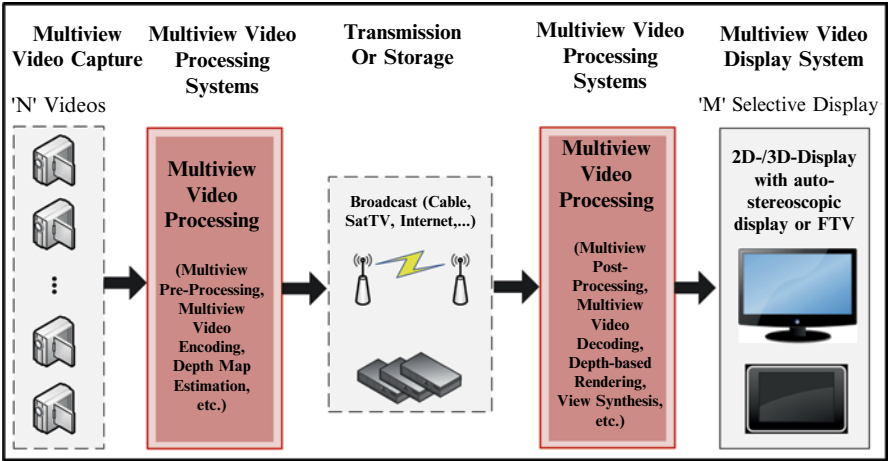 Multiview
Video Capture
'N' Videos
...
Multiview Video
Processing
Systems
Multiview
Video
Processing
(Multiview
Pre-Processing,
Multiview
Video
Encoding,
Depth Map
Estimation,
etc.)
Transmission
Or Storage
Broadcast (Cable,
SatTV, Internet,...)
Multiview Video
Processing
Systems
Multiview
Video
Processing
(Multiview
Post-
Processing,
Multiview
Video
Decoding,
Depth-based
Rendering,
View Synthesis,
etc.)
Multiview Video
Display System
'M' Selective Display
2D-/3D-Display
with auto-
stereoscopic
display or FTV